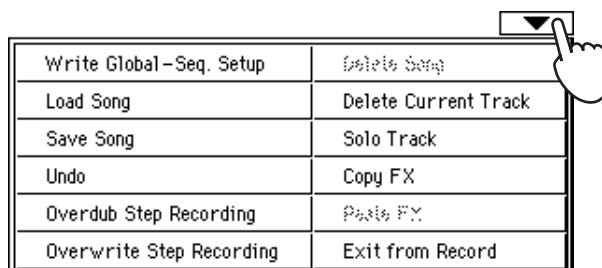 Write Global-Seq. Setup
Delete Song
Load Song
Delete Current Track
Save Song
Solo Track
Undo
Copy FX
Overdub Step Recording
Paste FX
Overwrite Step Recording
Exit from Record